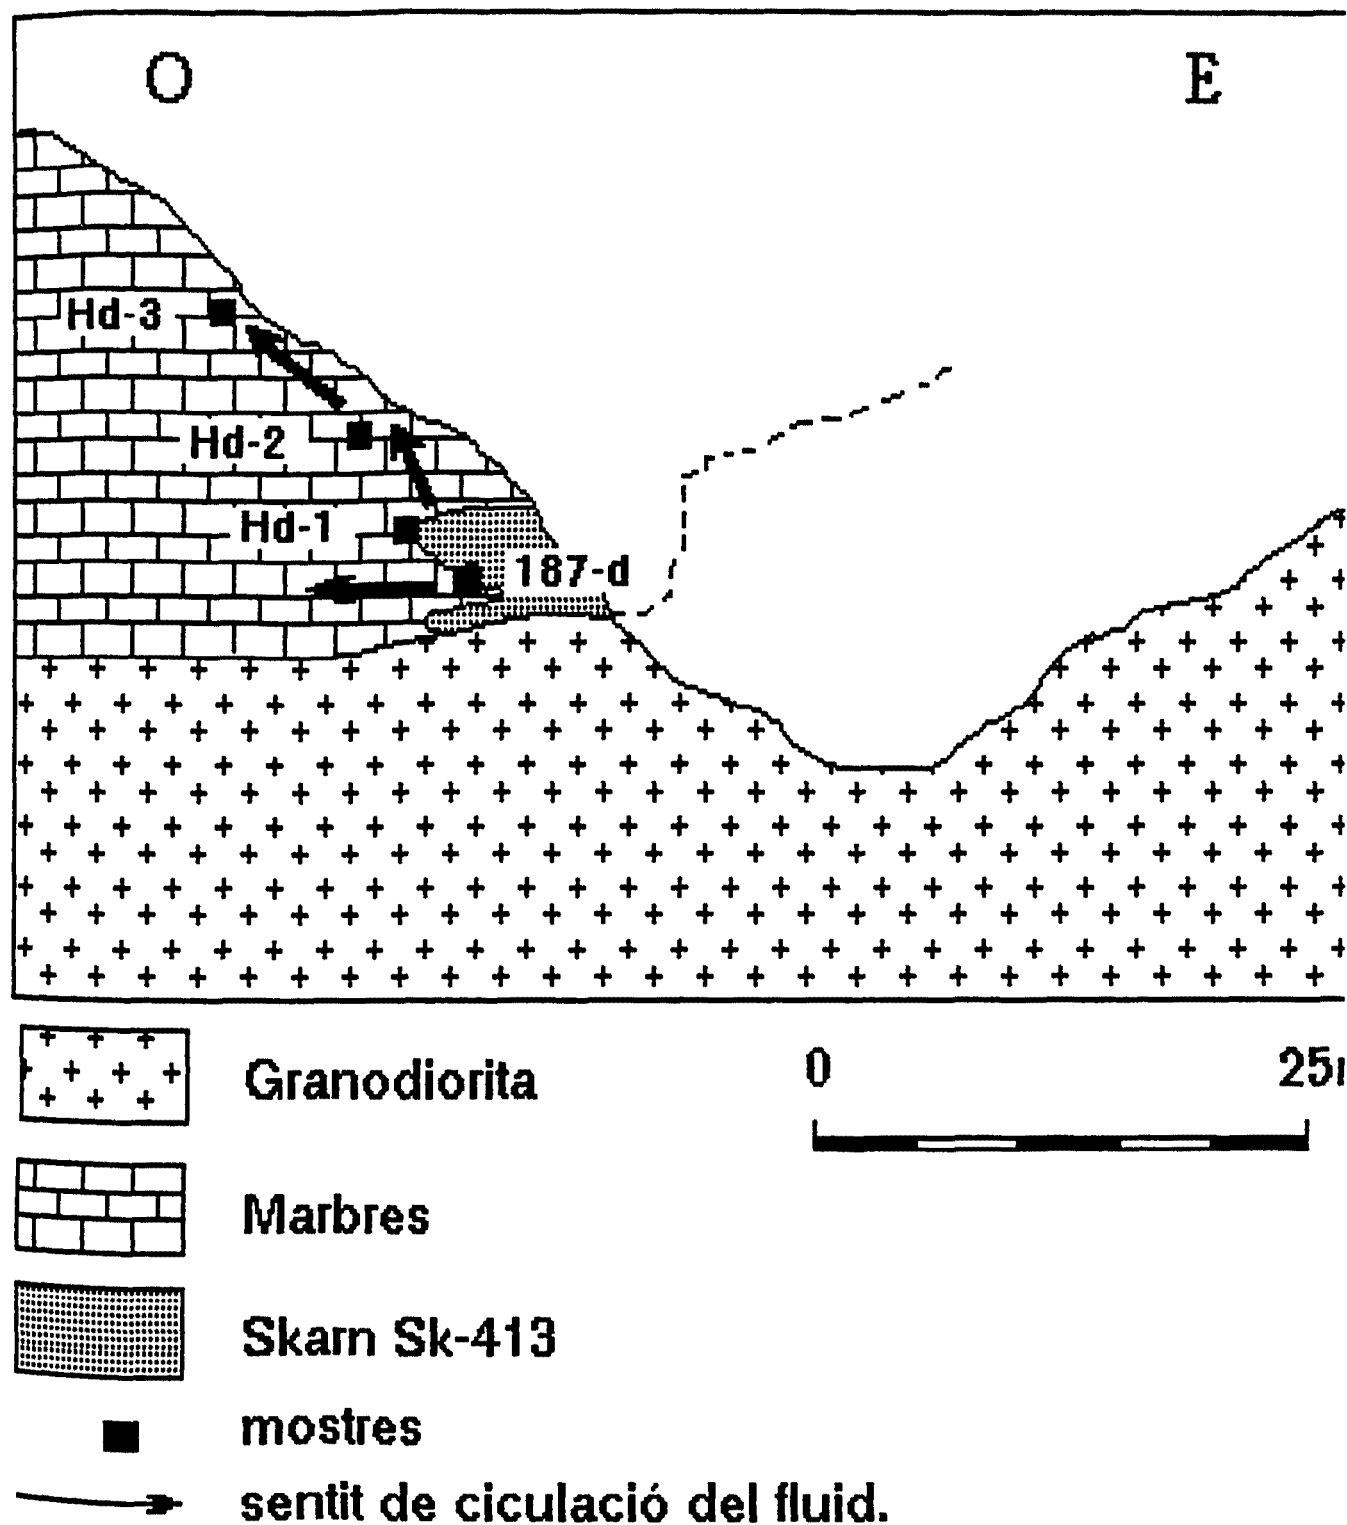 O E
Hd-3
Hd-2
Hd-1
187-d
Granodiorita
0 25m
Marbres
Skarn Sk-413
mostres
sentit de ciculació del fluid.